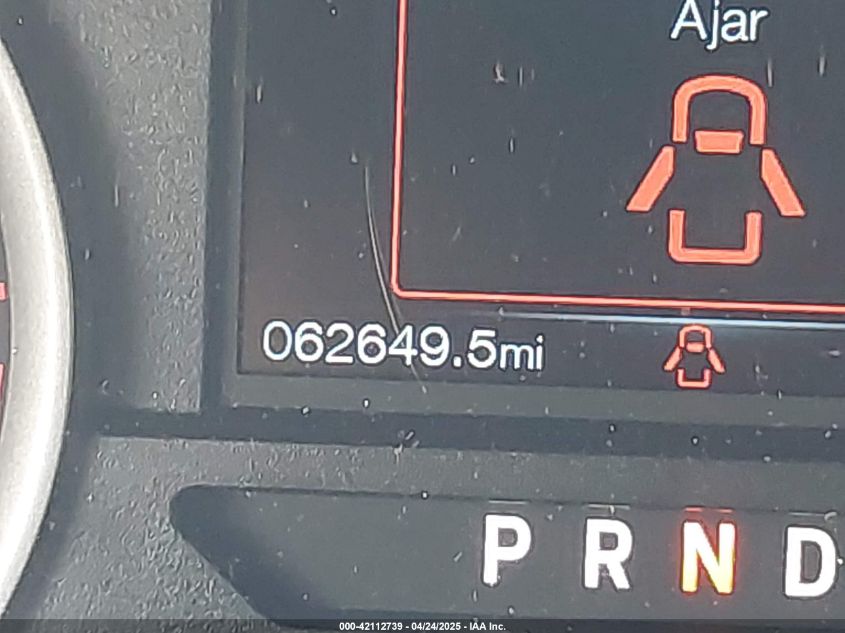 Ajar
062649.5mi
P R N D
000-42112739 - 04/24/2025 - IAA Inc.